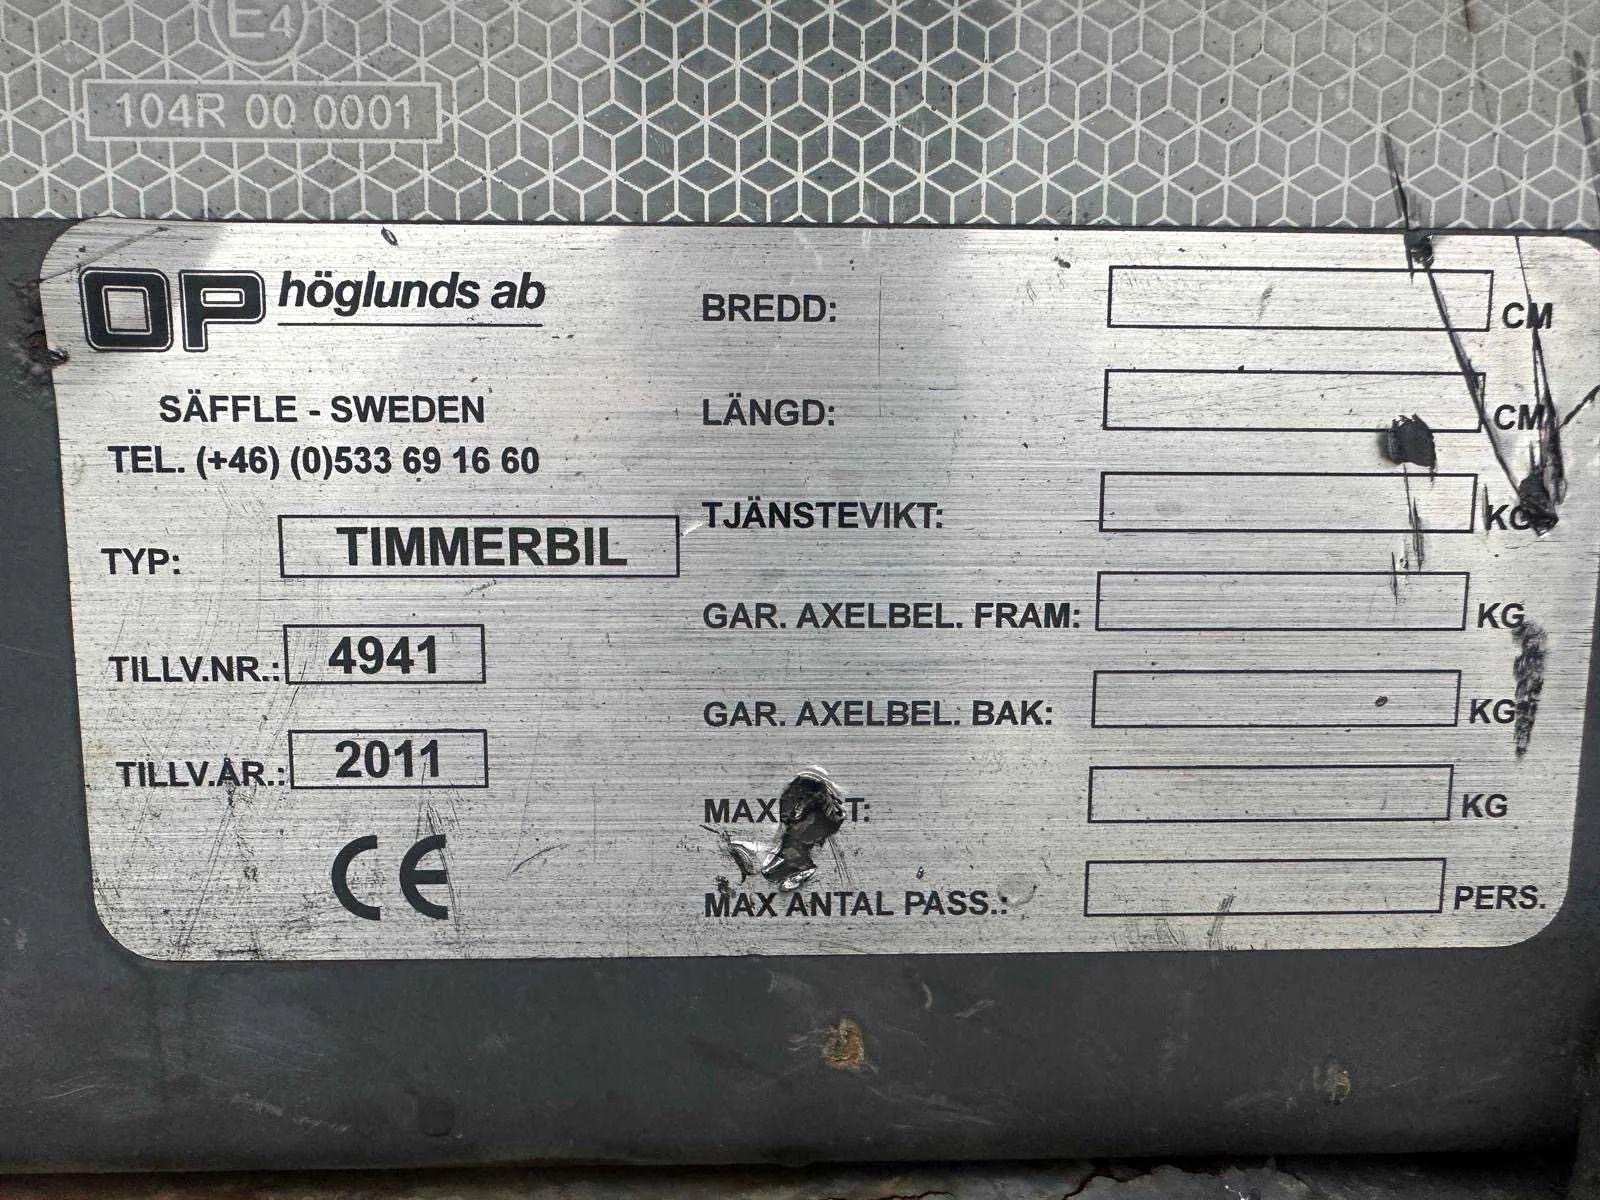 E4
104R 00 0001
OP höglunds ab
SÄFFLE - SWEDEN
TEL. (+46) (0)533 69 16 60
TYP: TIMMERBIL
TILLV.NR.: 4941
TILLV.ÅR.: 2011
CE
BREDD: CM
LÄNGD: CM
TJÄNSTEVIKT: KG
GAR. AXELBEL. FRAM: KG
GAR. AXELBEL. BAK: KG
KG
MAX ANTAL PASS.: PERS.